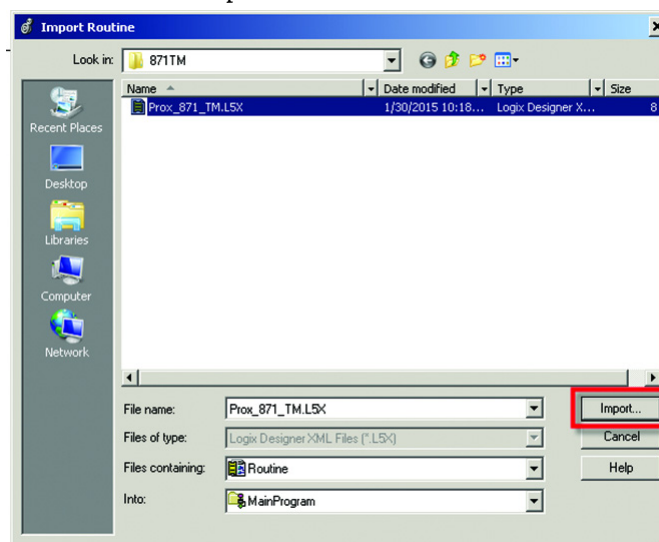 Import Routine
Look in: 871TM
Name Date modified Type Size
Prox_871_TM.L5X 1/30/2015 10:18... Logix Designer X... 8
Recent Places
Desktop
Libraries
Computer
Network
File name: Prox_871_TM.L5X Import...
Files of type: Logix Designer XML Files (*.L5X) Cancel
Files containing: Routine Help
Into: MainProgram